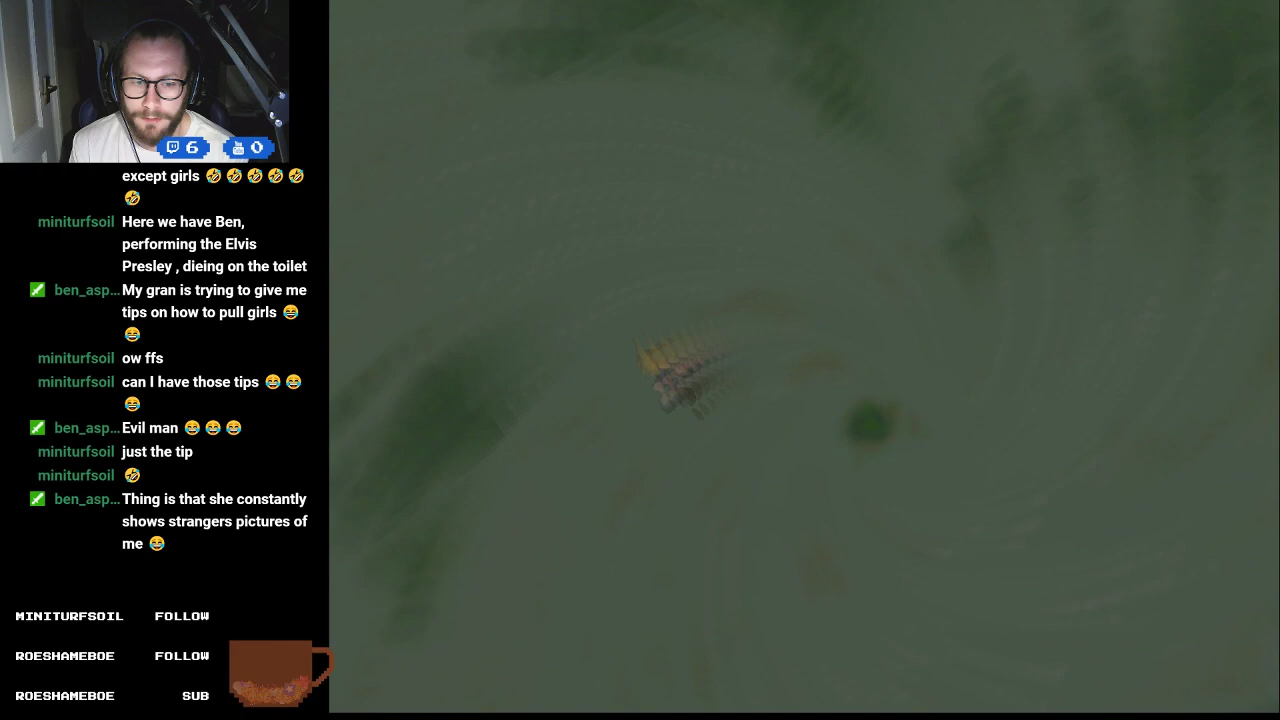 6 0
except girls 🤣 🤣 🤣 🤣 🤣
🤣
miniturfsoil Here we have Ben,
performing the Elvis
Presley , dieing on the toilet
ben_asp... My gran is trying to give me
tips on how to pull girls 😂
😂
miniturfsoil ow ffs
miniturfsoil can I have those tips 😂 😂
😂
ben_asp... Evil man 😂 😂 😂
miniturfsoil just the tip
miniturfsoil 🤣
ben_asp... Thing is that she constantly
shows strangers pictures of
me 😂
MINITURFSOIL FOLLOW
ROESHAMEBOE FOLLOW
ROESHAMEBOE SUB